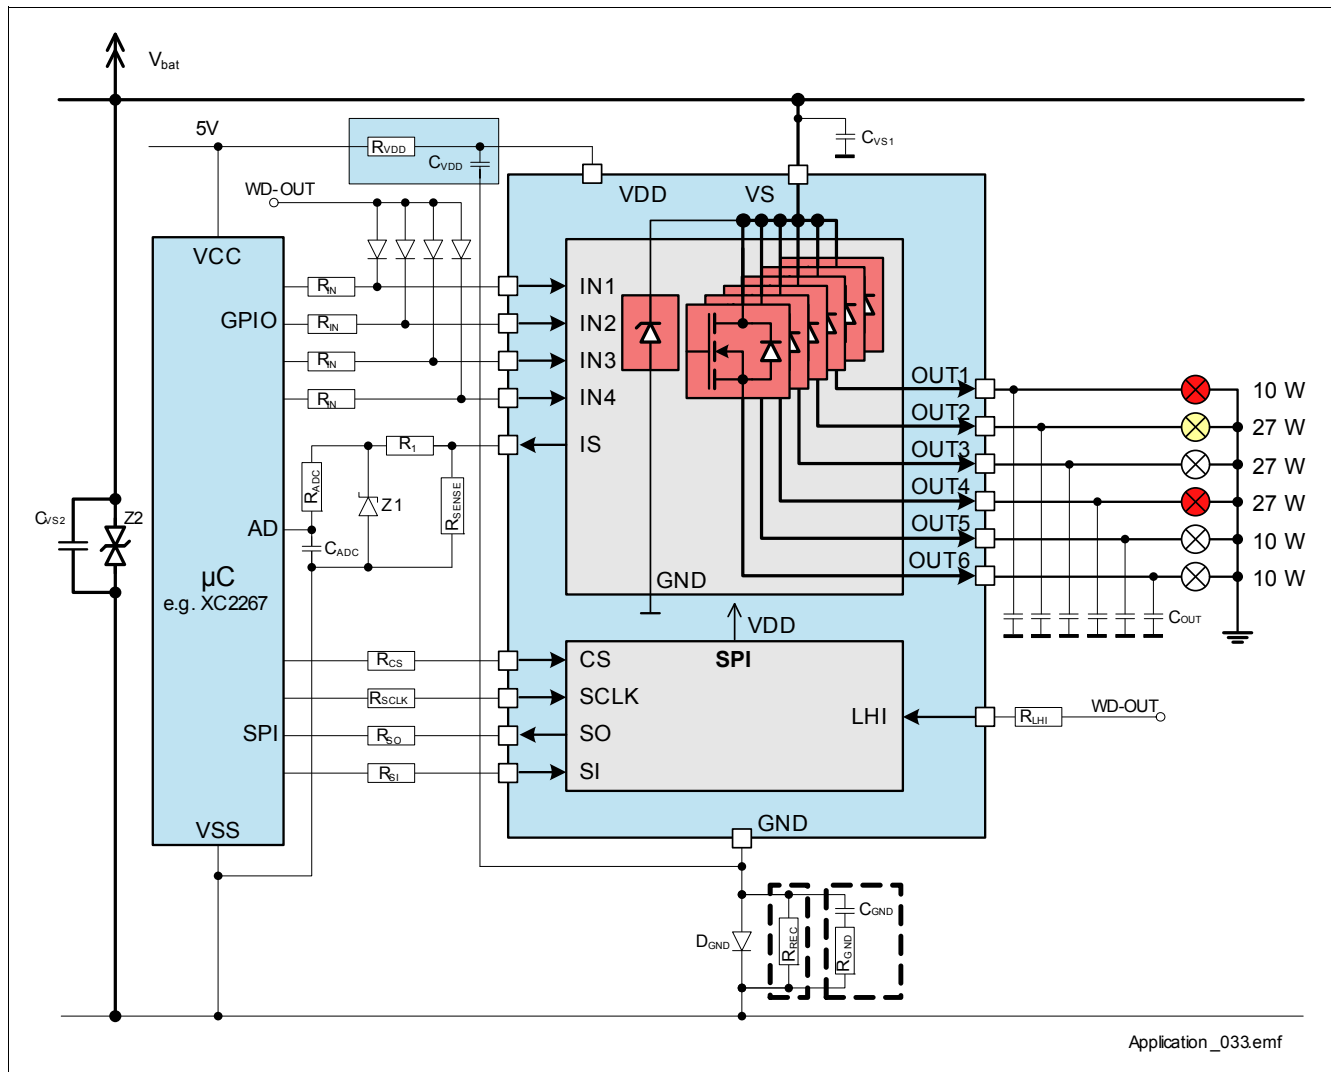 Vbat
5V
RVDD
CVDD
CVS1
WD-OUT
VDD
VS
VCC
GPIO
RIN
RIN
RIN
RIN
IN1
IN2
IN3
IN4
IS
R1
RADC
Z1
RSENSE
AD
CADC
CVS2
Z2
µC
e.g. XC2267
GND
OUT1
OUT2
OUT3
OUT4
OUT5
OUT6
10 W
27 W
27 W
27 W
10 W
10 W
COUT
VDD
SPI
RCS
RSCLK
RSO
RSI
CS
SCLK
SO
SI
LHI
RLHI
WD-OUT
SPI
VSS
GND
DGND
RREC
CGND
RGND
Application_033.emf